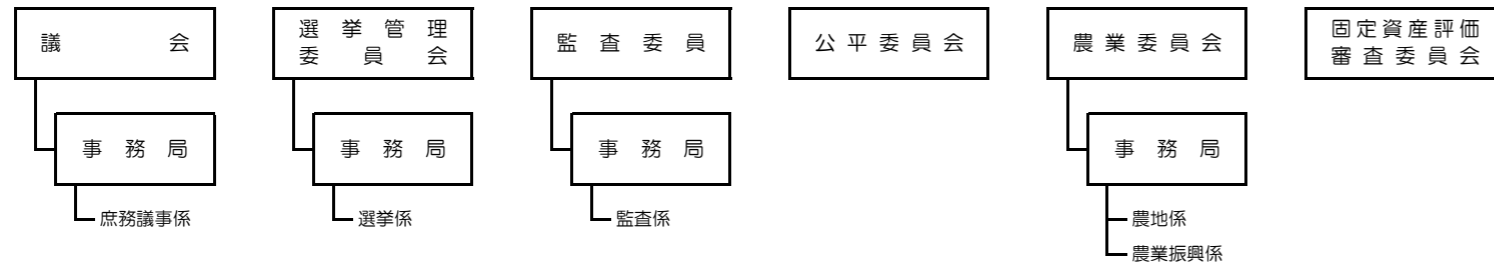 議会
選挙管理
委員会
監査委員
公平委員会
農業委員会
固定資産評価
審査委員会
事務局
事務局
事務局
事務局
庶務議事係
選挙係
監査係
農地係
農業振興係